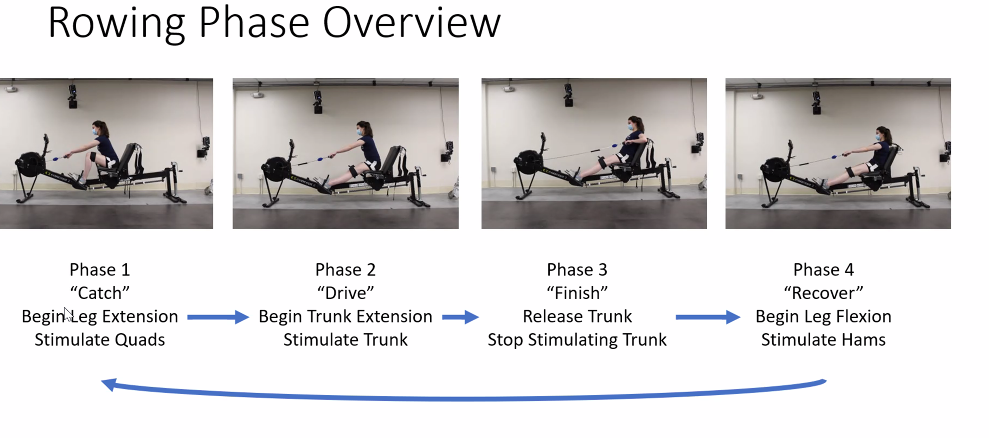 Rowing Phase Overview
Phase 1
“Catch”
Begin Leg Extension
Stimulate Quads
Phase 2
“Drive”
Begin Trunk Extension
Stimulate Trunk
Phase 3
“Finish”
Release Trunk
Stop Stimulating Trunk
Phase 4
“Recover”
Begin Leg Flexion
Stimulate Hams